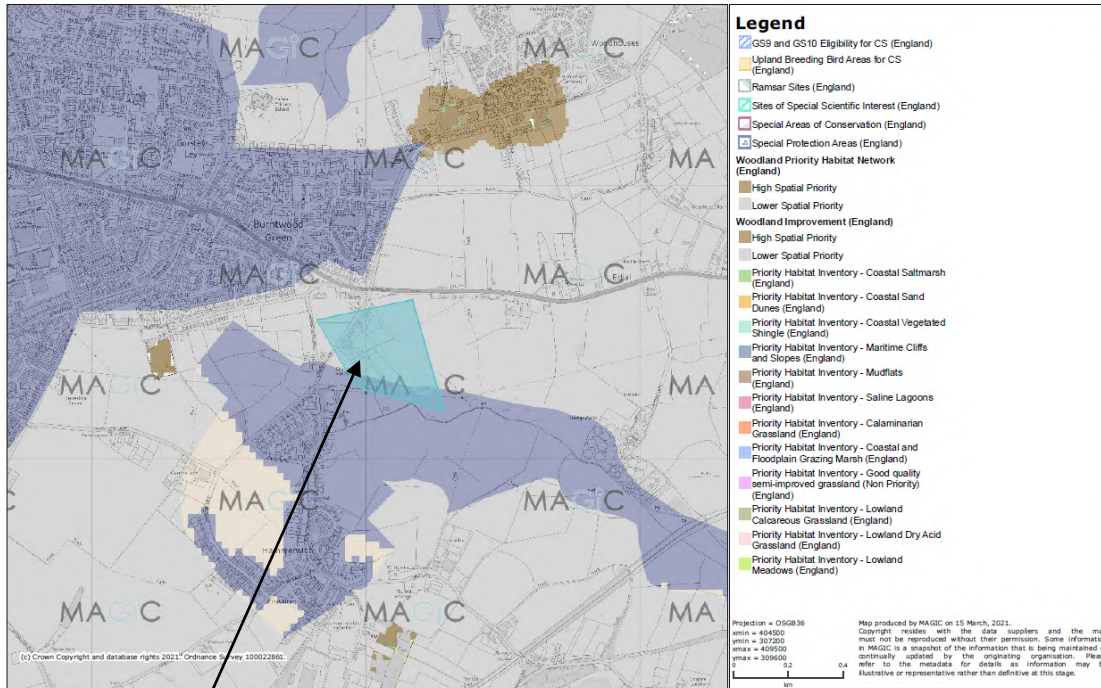 MAGiC MAGiC MAGiC
Woodhouses
Gorsley
Ley
MAGiC MAGiC MAGiC
Burntwood
Green
MAGiC MAGiC
Edial
MAGiC MAGiC MAGiC
MAGiC MAGiC
Hammerwich
MAGiC MAGiC MAGiC
(c) Crown Copyright and database rights 2021. Ordnance Survey 100022861.
Legend
GS9 and GS10 Eligibility for CS (England)
Upland Breeding Bird Areas for CS
(England)
Ramsar Sites (England)
Sites of Special Scientific Interest (England)
Special Areas of Conservation (England)
Special Protection Areas (England)
Woodland Priority Habitat Network
(England)
High Spatial Priority
Lower Spatial Priority
Woodland Improvement (England)
High Spatial Priority
Lower Spatial Priority
Priority Habitat Inventory - Coastal Saltmarsh
(England)
Priority Habitat Inventory - Coastal Sand
Dunes (England)
Priority Habitat Inventory - Coastal Vegetated
Shingle (England)
Priority Habitat Inventory - Maritime Cliffs
and Slopes (England)
Priority Habitat Inventory - Mudflats
(England)
Priority Habitat Inventory - Saline Lagoons
(England)
Priority Habitat Inventory - Calaminarian
Grassland (England)
Priority Habitat Inventory - Coastal and
Floodplain Grazing Marsh (England)
Priority Habitat Inventory - Good quality
semi-improved grassland (Non Priority)
(England)
Priority Habitat Inventory - Lowland
Calcareous Grassland (England)
Priority Habitat Inventory - Lowland Dry Acid
Grassland (England)
Priority Habitat Inventory - Lowland
Meadows (England)
Projection = OSGB36
xmin = 404500
ymin = 307200
xmax = 409500
ymax = 309600
0 0.2 0.4
km
Map produced by MAGIC on 15 March, 2021.
Copyright resides with the data suppliers and the ma
must not be reproduced without their permission. Some informatio
in MAGIC is a snapshot of the information that is being maintained
continually updated by the originating organisation. Pleas
refer to the metadata for details as information may b
illustrative or representative rather than definitive at this stage.